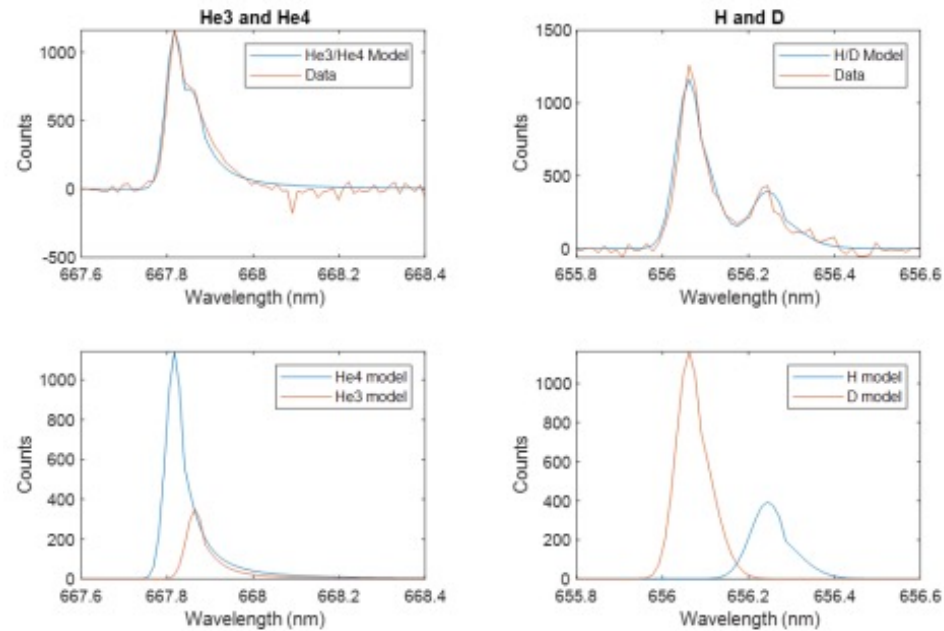 He3 and He4
1000
500
0
-500
Counts
He3/He4 Model
Data
667.6 667.8 668 668.2 668.4
Wavelength (nm)
H and D
1500
1000
500
0
Counts
H/D Model
Data
655.8 656 656.2 656.4 656.6
Wavelength (nm)
1000
800
600
400
200
0
Counts
He4 model
He3 model
667.6 667.8 668 668.2 668.4
Wavelength (nm)
1000
800
600
400
200
0
Counts
H model
D model
655.8 656 656.2 656.4 656.6
Wavelength (nm)